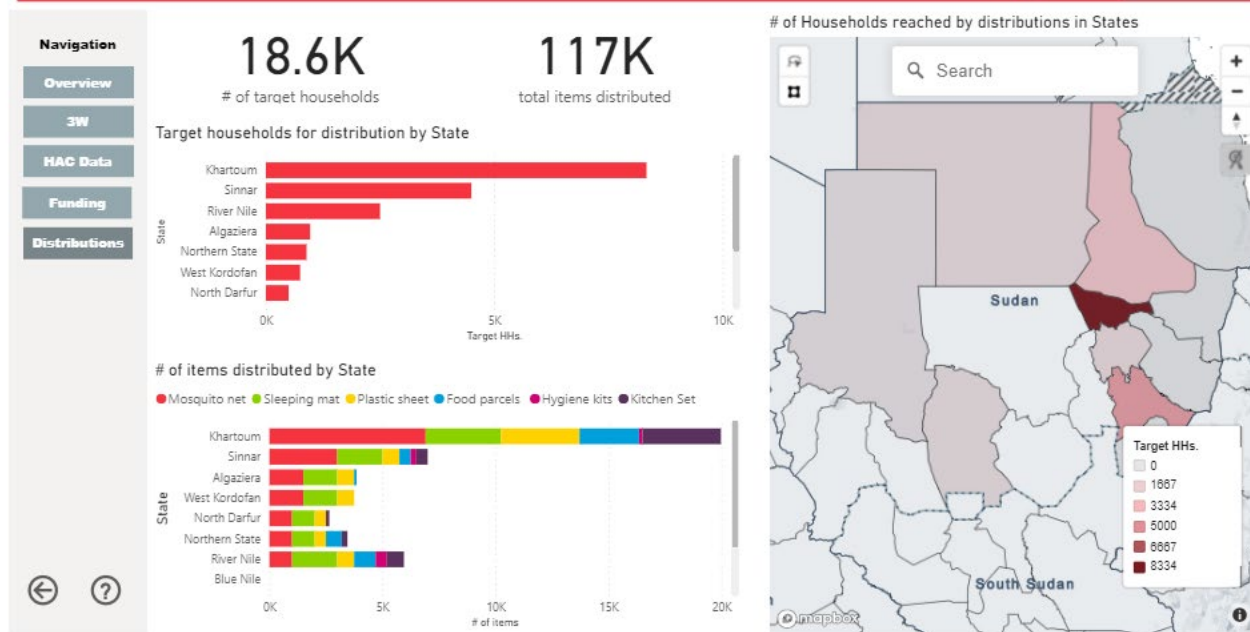 Navigation
Overview
3W
HAC Data
Funding
Distributions
18.6K
# of target households
117K
total items distributed
Target households for distribution by State
State
Khartoum
Sinnar
River Nile
Algaziera
Northern State
West Kordofan
North Darfur
0K 5K 10K
Target HHs.
# of items distributed by State
Mosquito net Sleeping mat Plastic sheet Food parcels Hygiene kits Kitchen Set
State
Khartoum
Sinnar
Algaziera
West Kordofan
North Darfur
Northern State
River Nile
Blue Nile
0K 5K 10K 15K 20K
# of items
# of Households reached by distributions in States
Search
Sudan
South Sudan
Target HHs.
0
1667
3334
5000
6667
8334
mapbox